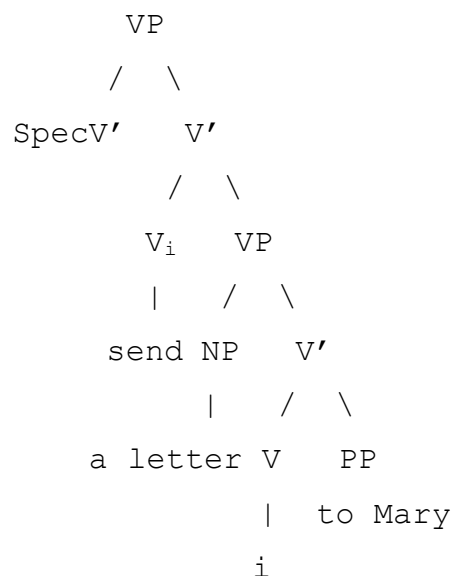 VP
/ \
SpecV’ V’
/ \
Vᵢ VP
| / \
send NP V’
| / \
a letter V PP
| to Mary
i